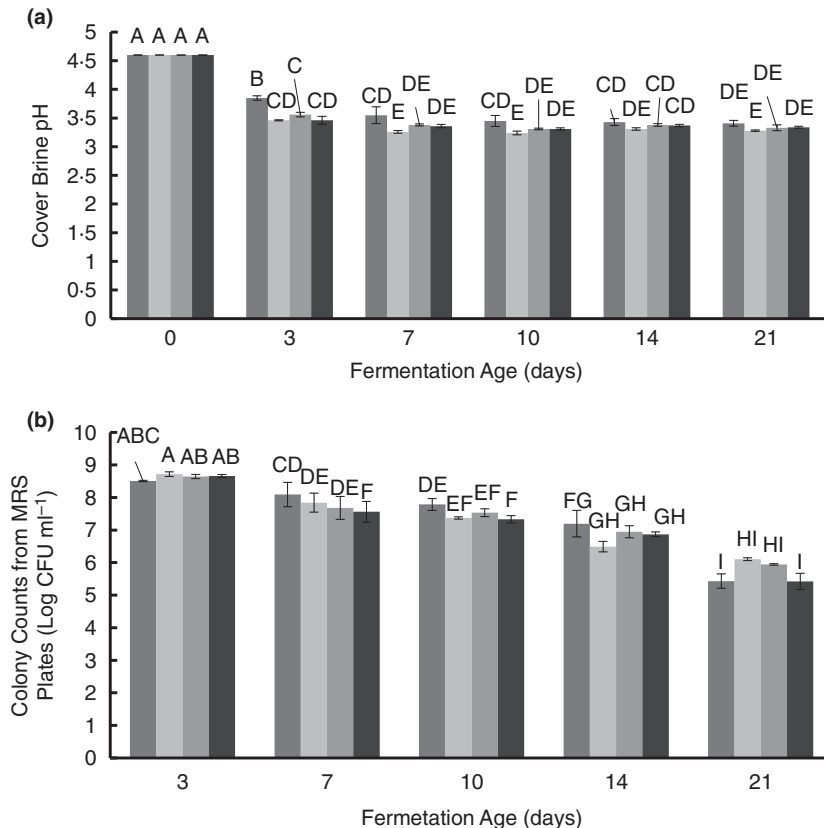 (a)
5
4·5
4
3·5
3
2·5
2
1·5
1
0·5
0
Cover Brine pH
A A A A
B CD C CD
CD E DE DE
CD E DE DE
CD DE CD CD
DE E DE DE
0 3 7 10 14 21
Fermentation Age (days)
(b)
10
9
8
7
6
5
4
3
2
1
0
Colony Counts from MRS
Plates (Log CFU ml−1)
ABC A AB AB
CD DE DE F
DE EF EF F
FG GH GH GH
I HI HI I
3 7 10 14 21
Fermetation Age (days)